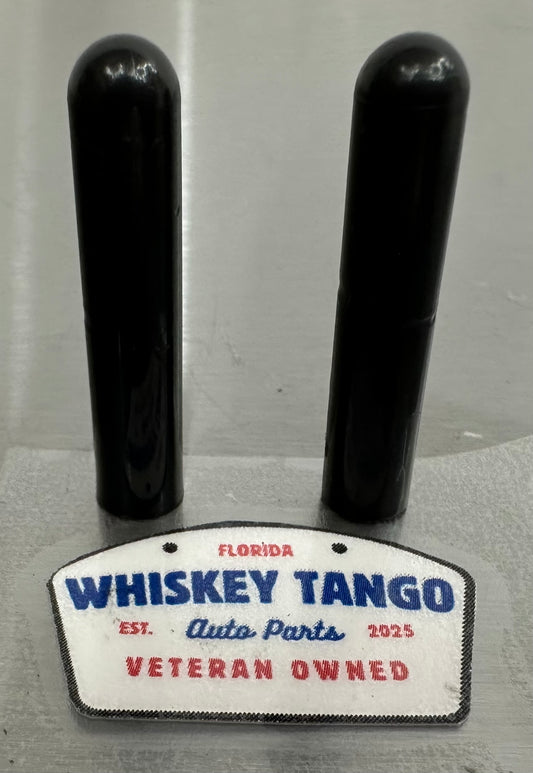 FLORIDA
WHISKEY TANGO
EST. Auto Parts 2025
VETERAN OWNED